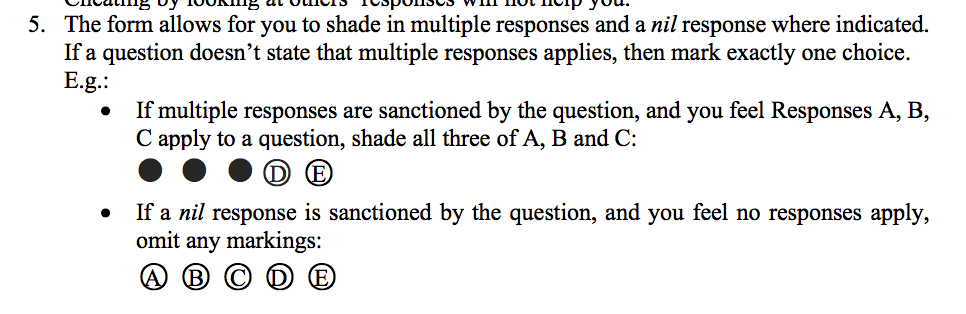 5. The form allows for you to shade in multiple responses and a nil response where indicated.
If a question doesn't state that multiple responses applies, then mark exactly one choice.
E.g.:
• If multiple responses are sanctioned by the question, and you feel Responses A, B,
C apply to a question, shade all three of A, B and C:
● ● ● Ⓓ Ⓔ
• If a nil response is sanctioned by the question, and you feel no responses apply,
omit any markings:
Ⓐ Ⓑ Ⓒ Ⓓ Ⓔ